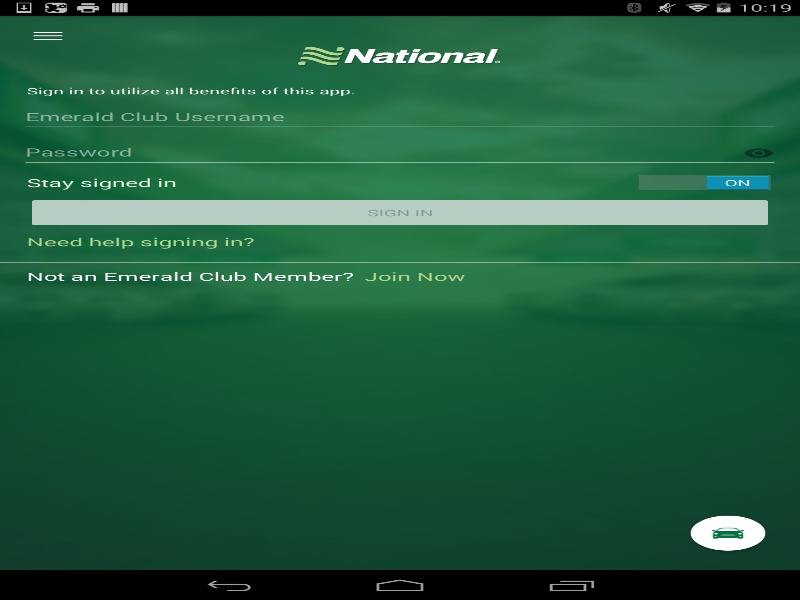 10:19
National
Sign in to utilize all benefits of this app.
Emerald Club Username
Password
Stay signed in ON
SIGN IN
Need help signing in?
Not an Emerald Club Member? Join Now